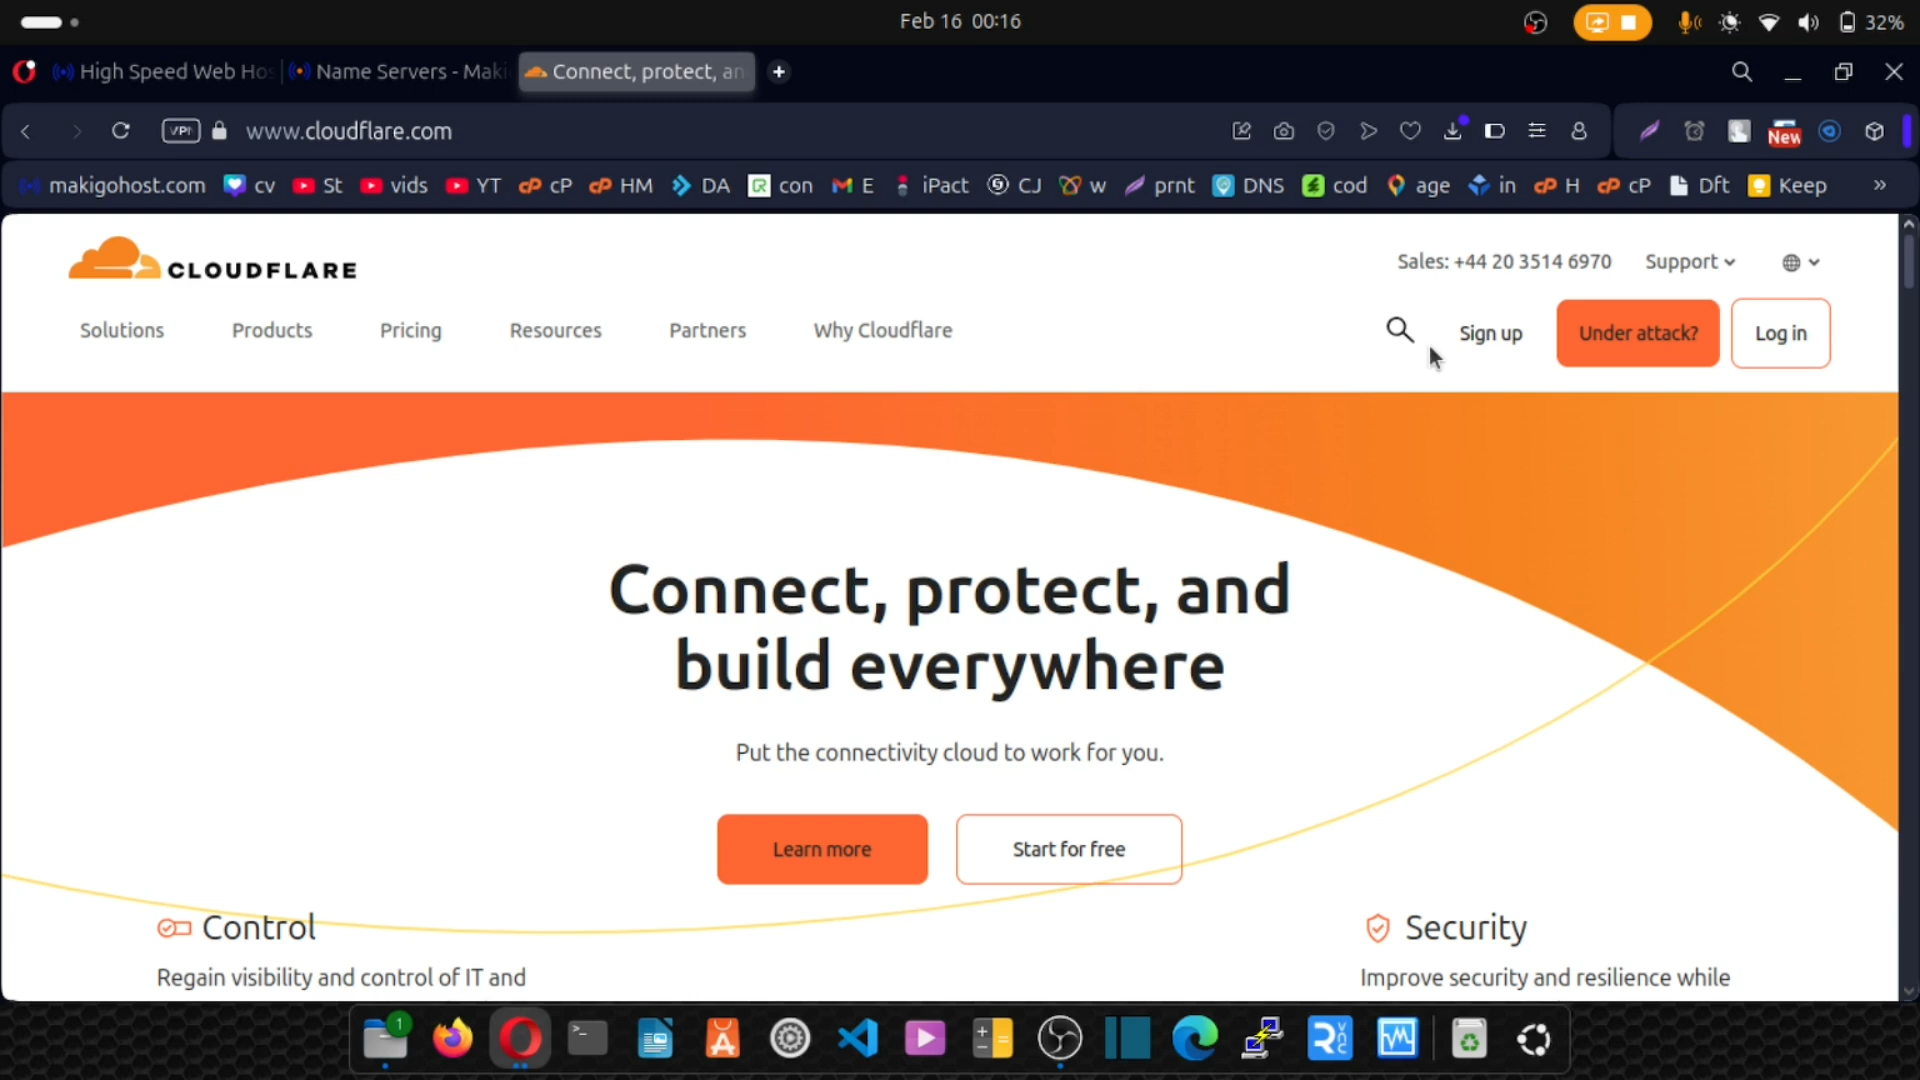 Feb 16 00:16
32%
High Speed Web Hos
Name Servers - Maki
Connect, protect, an
VPN
www.cloudflare.com
New
makigohost.com
cv
St
vids
YT
cP
HM
DA
con
E
iPact
CJ
w
prnt
DNS
cod
age
in
H
cP
Dft
Keep
CLOUDFLARE
Sales: +44 20 3514 6970
Support
Solutions
Products
Pricing
Resources
Partners
Why Cloudflare
Sign up
Under attack?
Log in
Connect, protect, and
build everywhere
Put the connectivity cloud to work for you.
Learn more
Start for free
Control
Security
Regain visibility and control of IT and
Improve security and resilience while
1